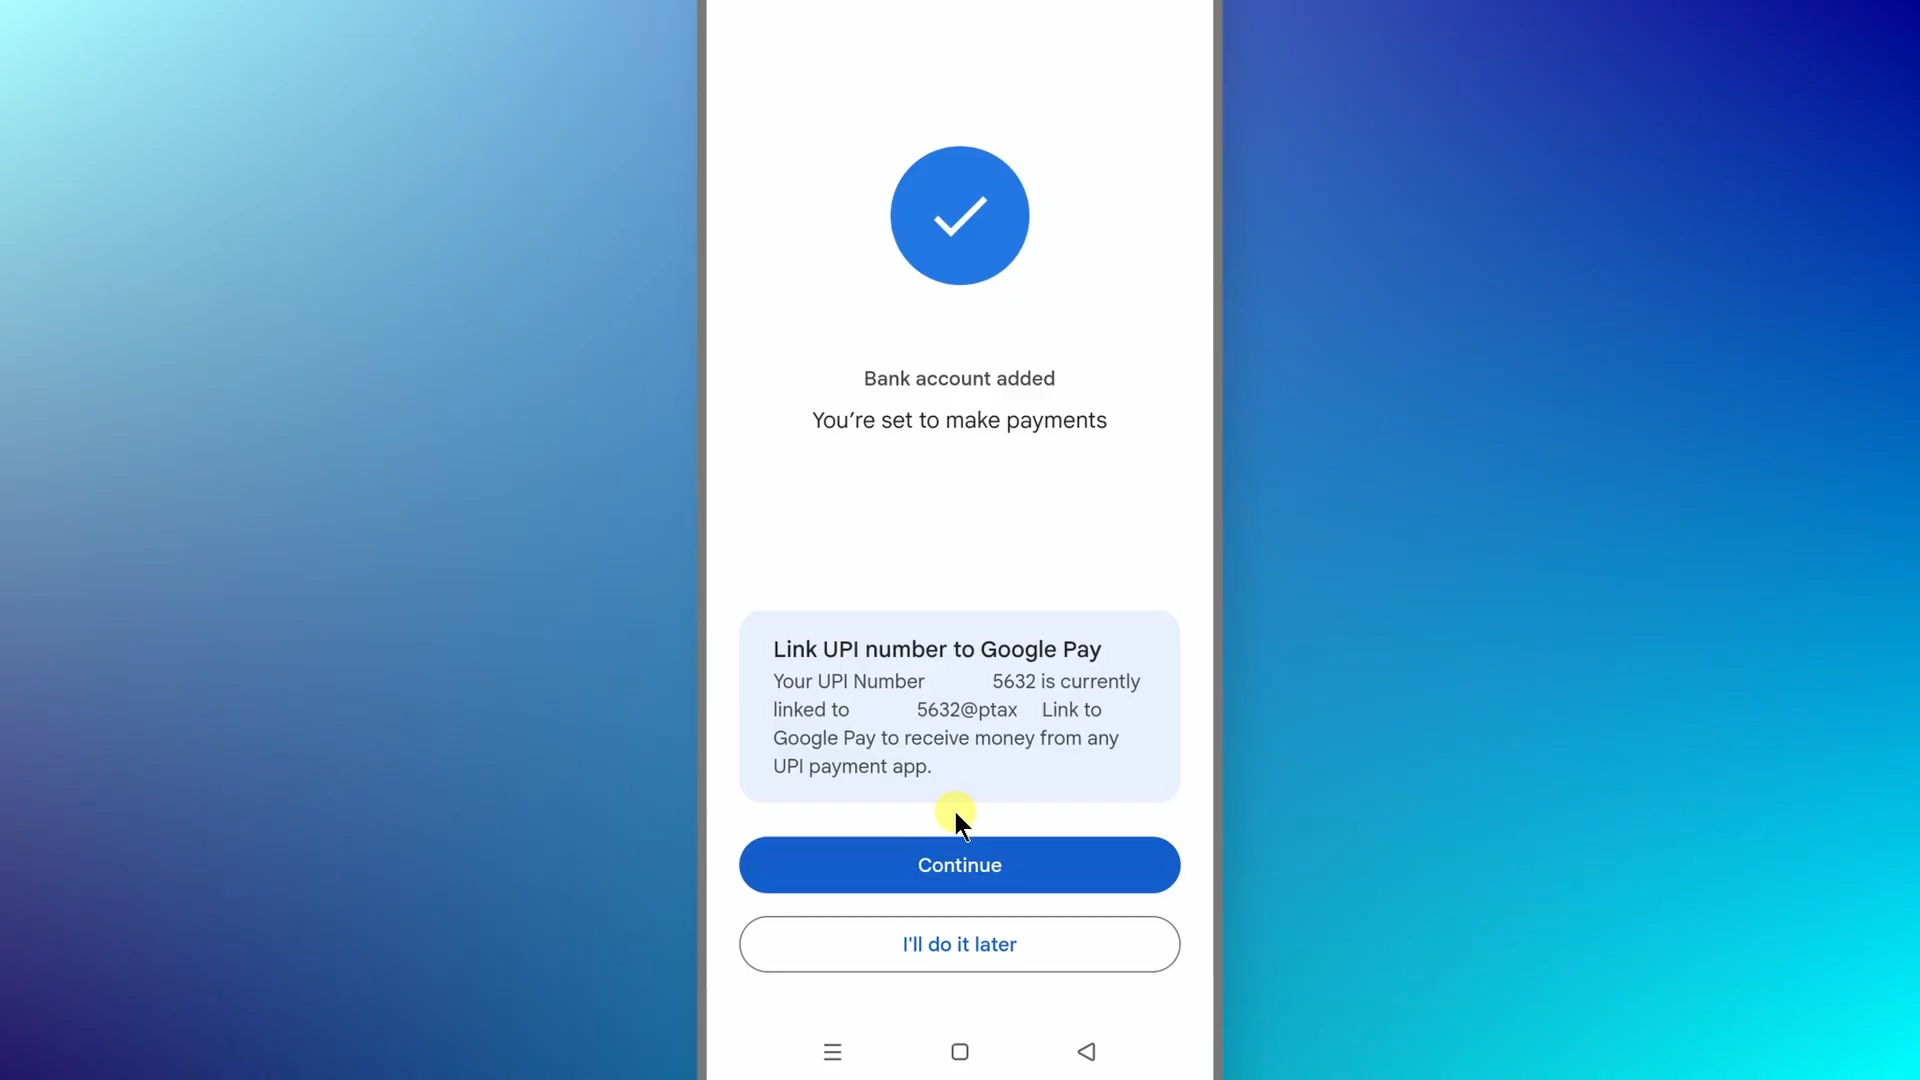 Bank account added
You’re set to make payments
Link UPI number to Google Pay
Your UPI Number 5632 is currently
linked to 5632@ptax Link to
Google Pay to receive money from any
UPI payment app.
Continue
I'll do it later